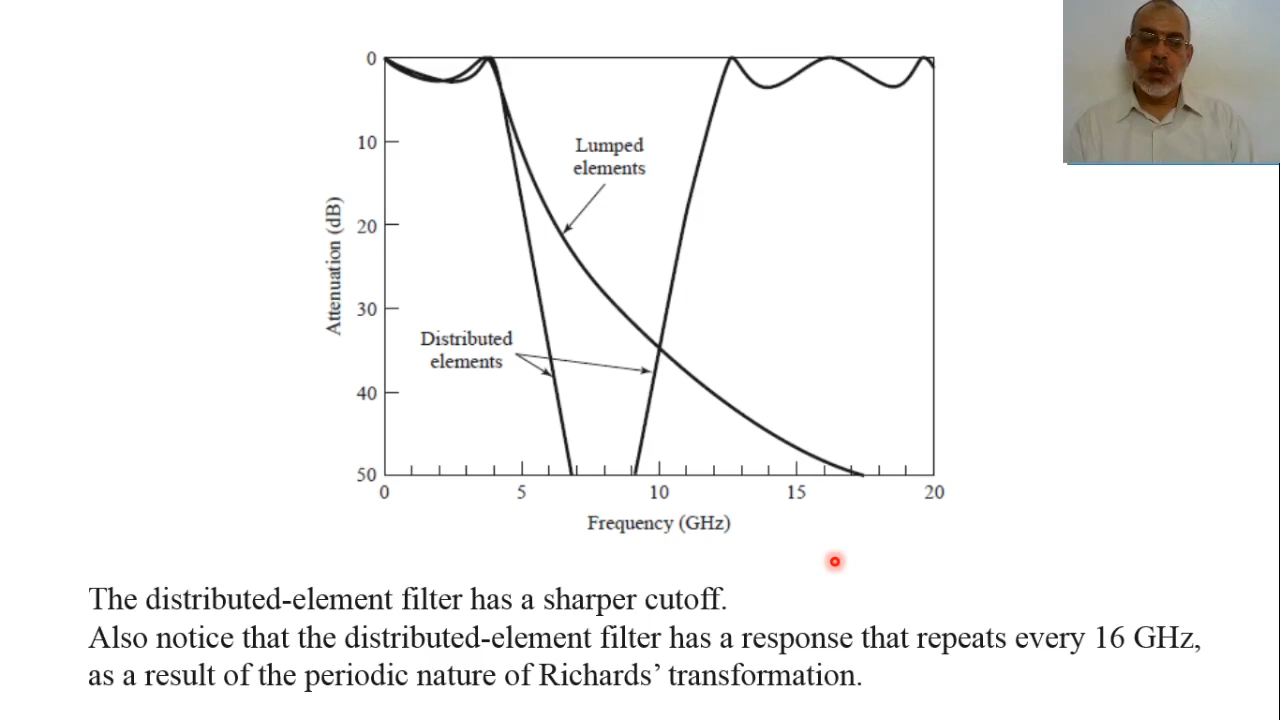 0
10
20
30
40
50
Attenuation (dB)
Lumped
elements
Distributed
elements
0
5
10
15
20
Frequency (GHz)
The distributed-element filter has a sharper cutoff.
Also notice that the distributed-element filter has a response that repeats every 16 GHz,
as a result of the periodic nature of Richards’ transformation.